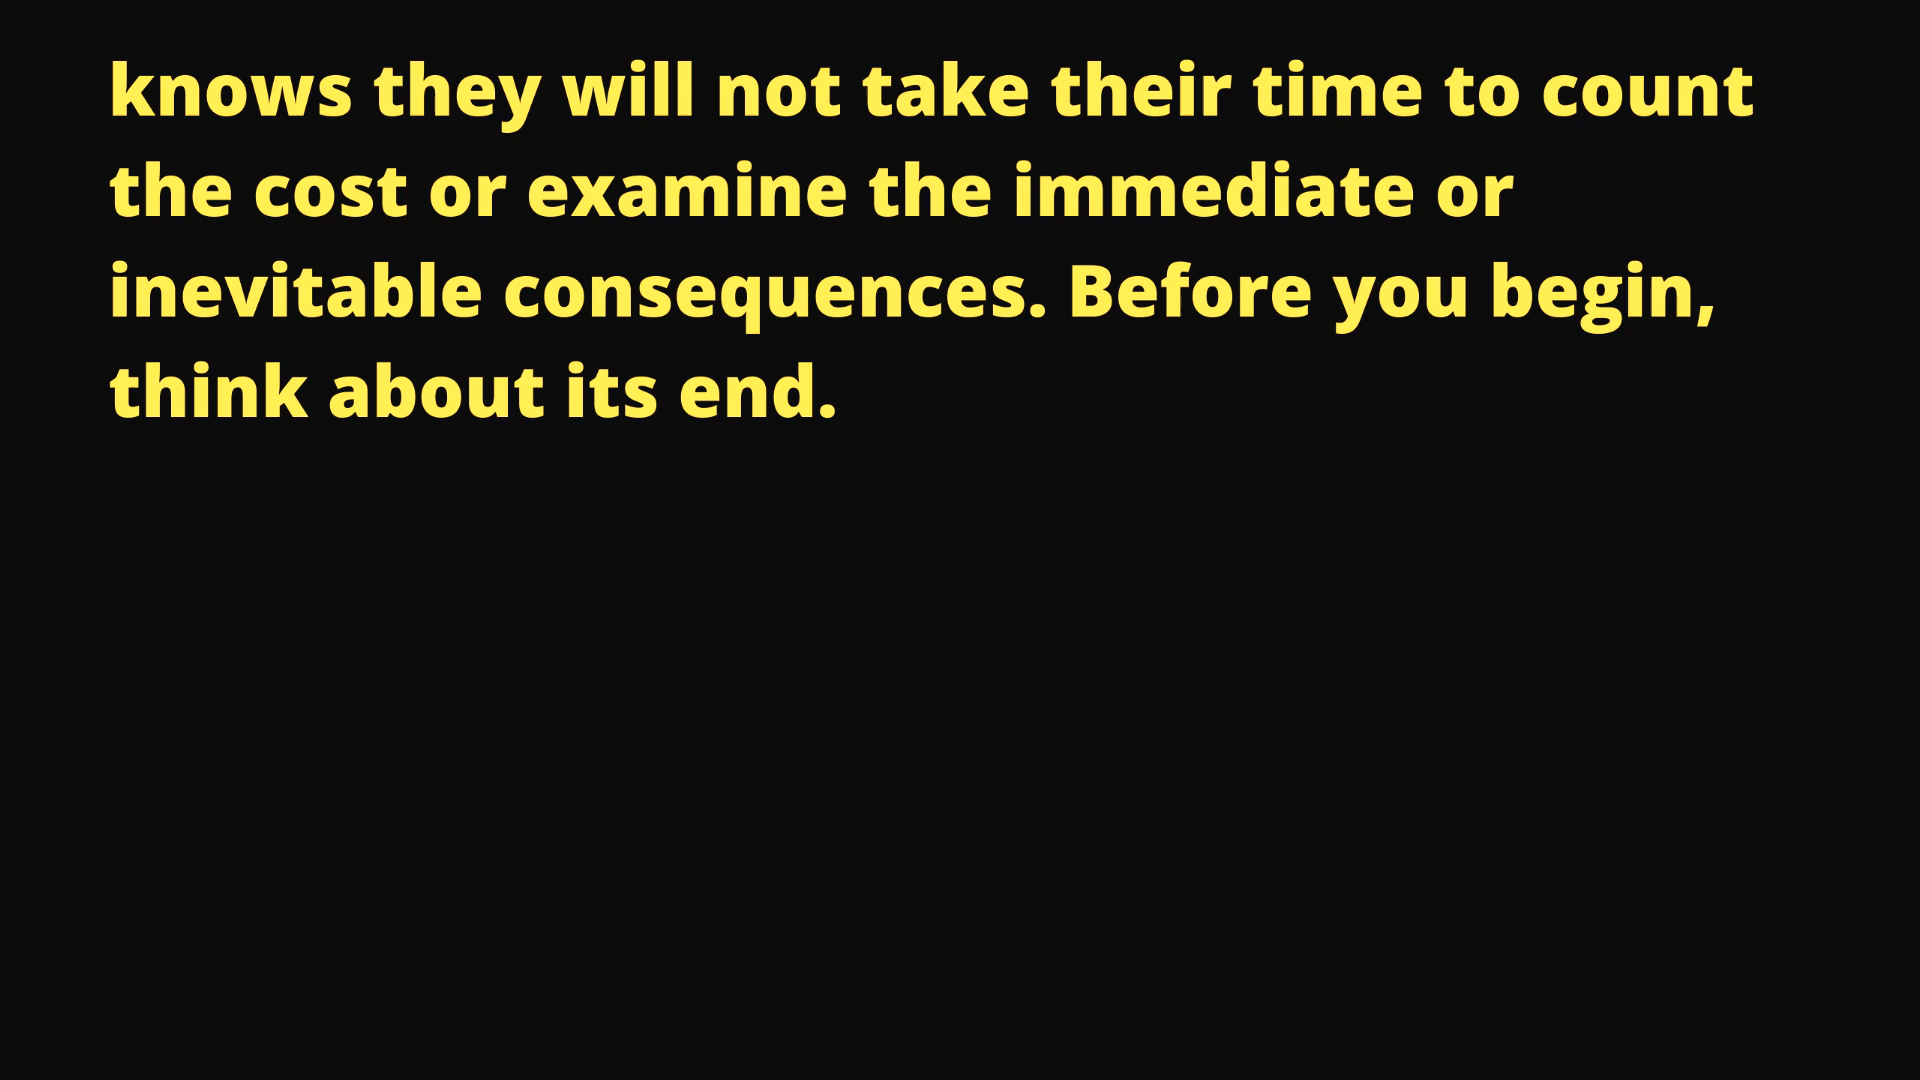 knows they will not take their time to count
the cost or examine the immediate or
inevitable consequences. Before you begin,
think about its end.